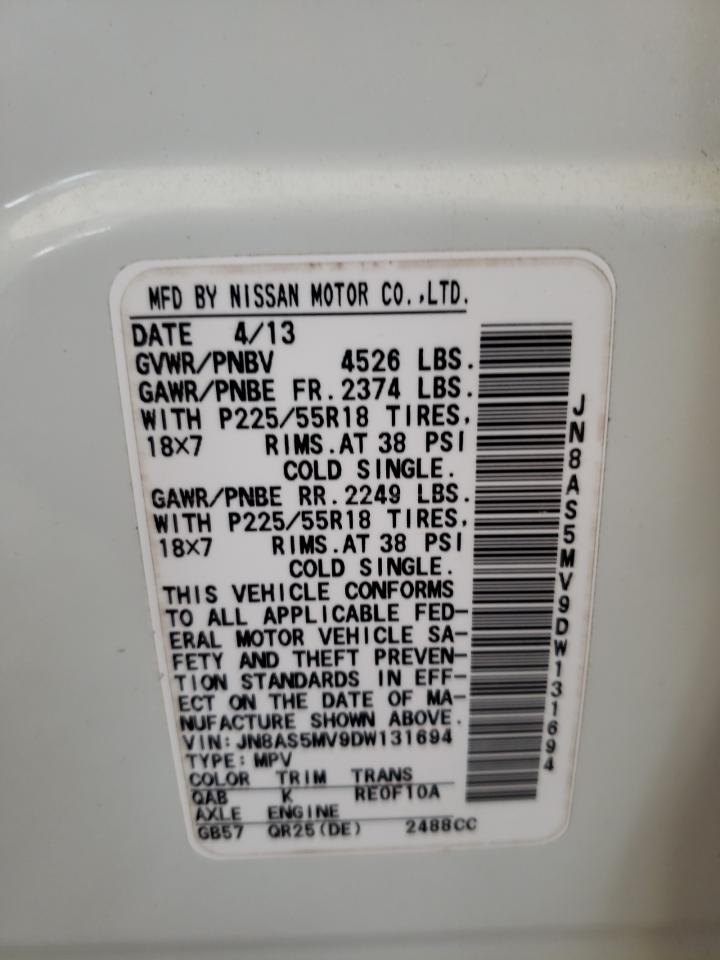 MFD BY NISSAN MOTOR CO.,LTD.
DATE 4/13
GVWR/PNBV 4526 LBS.
GAWR/PNBE FR.2374 LBS.
WITH P225/55R18 TIRES,
18×7 RIMS.AT 38 PSI
COLD SINGLE.
GAWR/PNBE RR.2249 LBS.
WITH P225/55R18 TIRES,
18×7 RIMS.AT 38 PSI
COLD SINGLE.
THIS VEHICLE CONFORMS
TO ALL APPLICABLE FED-
ERAL MOTOR VEHICLE SA-
FETY AND THEFT PREVEN-
TION STANDARDS IN EFF-
ECT ON THE DATE OF MA-
NUFACTURE SHOWN ABOVE.
VIN:JN8AS5MV9DW131694
TYPE:MPV
COLOR TRIM TRANS
QAB K RE0F10A
AXLE ENGINE
GB57 QR25(DE) 2488CC
JN8AS5MV9DW131694